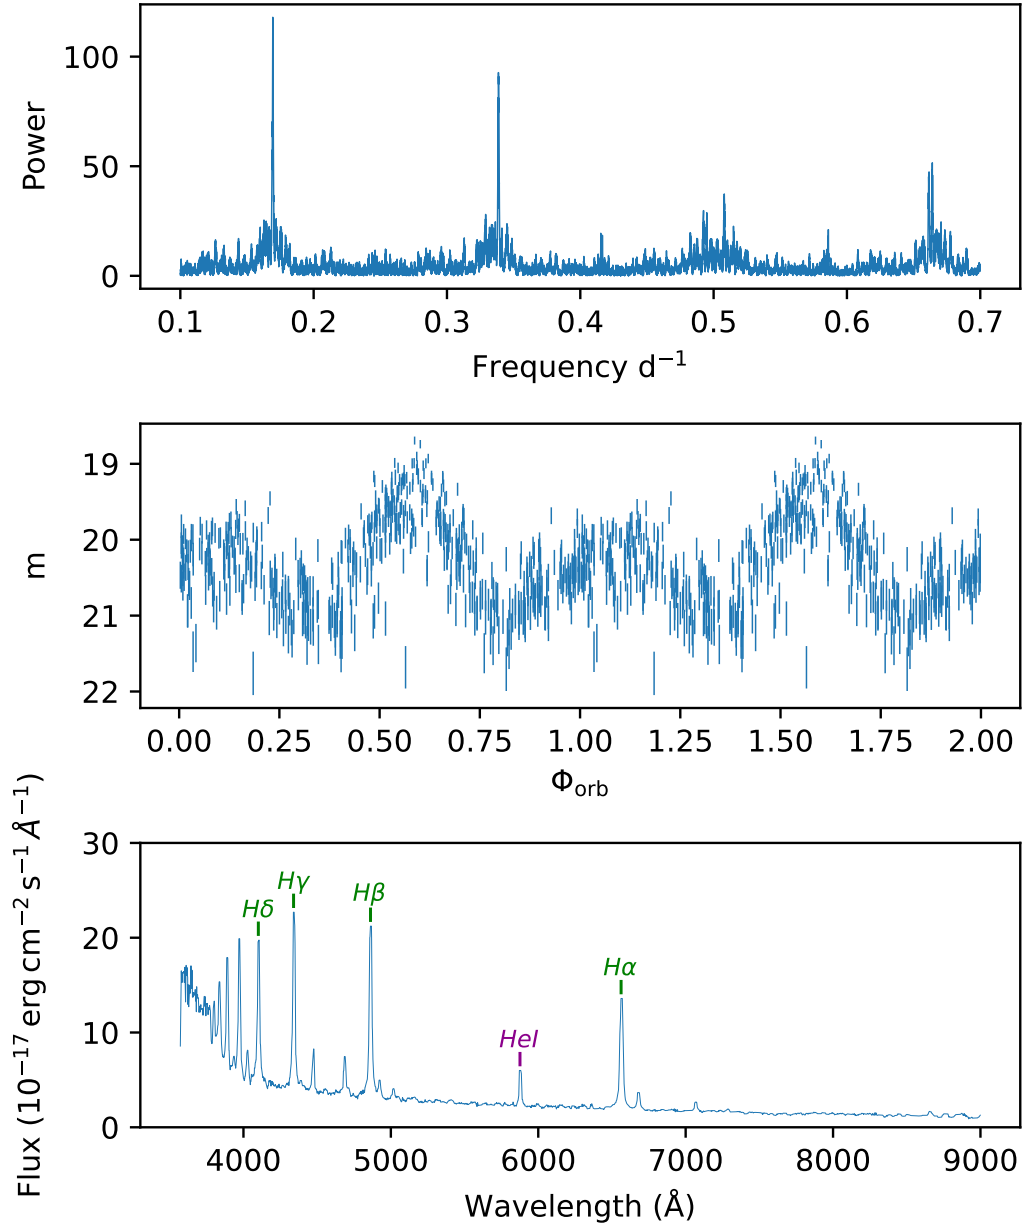 100
50
0
Power
0.1 0.2 0.3 0.4 0.5 0.6 0.7
Frequency d⁻¹
19
20
21
22
m
0.00 0.25 0.50 0.75 1.00 1.25 1.50 1.75 2.00
Φorb
30
20
10
0
Flux (10⁻¹⁷ erg cm⁻² s⁻¹ Å⁻¹)
Hδ
Hγ
Hβ
HeI
Hα
4000 5000 6000 7000 8000 9000
Wavelength (Å)